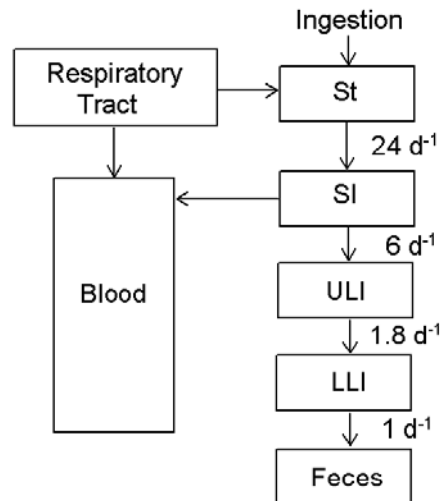 Ingestion
Respiratory
Tract
St
24 d-1
SI
6 d-1
Blood
ULI
1.8 d-1
LLI
1 d-1
Feces